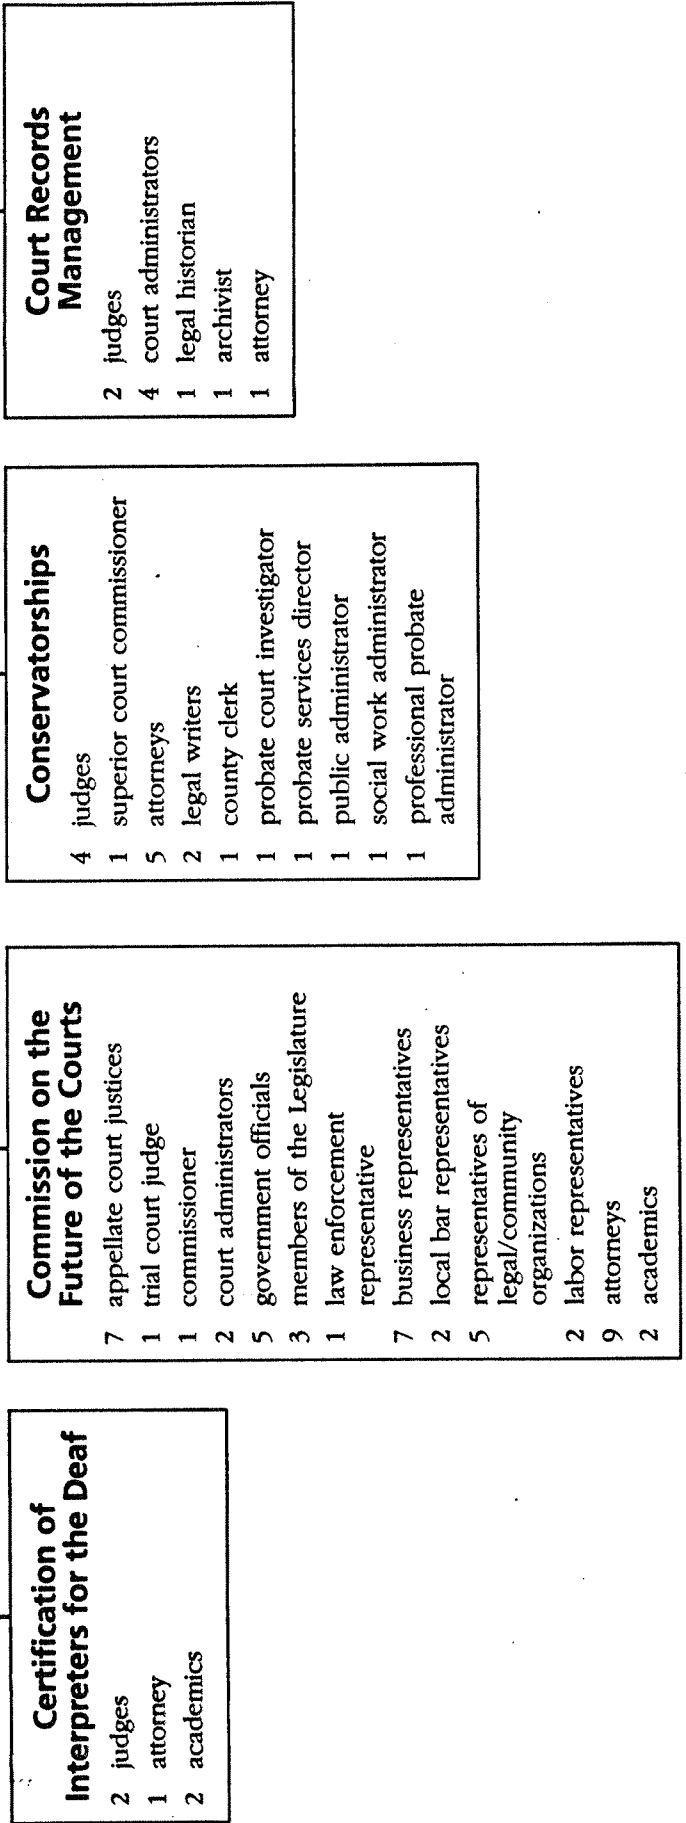 Certification of
Interpreters for the Deaf
2 judges
1 attorney
2 academics
Commission on the
Future of the Courts
7 appellate court justices
1 trial court judge
1 commissioner
2 court administrators
5 government officials
3 members of the Legislature
1 law enforcement
representative
7 business representatives
2 local bar representatives
5 representatives of
legal/community
organizations
2 labor representatives
9 attorneys
2 academics
Conservatorships
4 judges
1 superior court commissioner
5 attorneys
2 legal writers
1 county clerk
1 probate court investigator
1 probate services director
1 public administrator
1 social work administrator
1 professional probate
administrator
Court Records
Management
2 judges
4 court administrators
1 legal historian
1 archivist
1 attorney